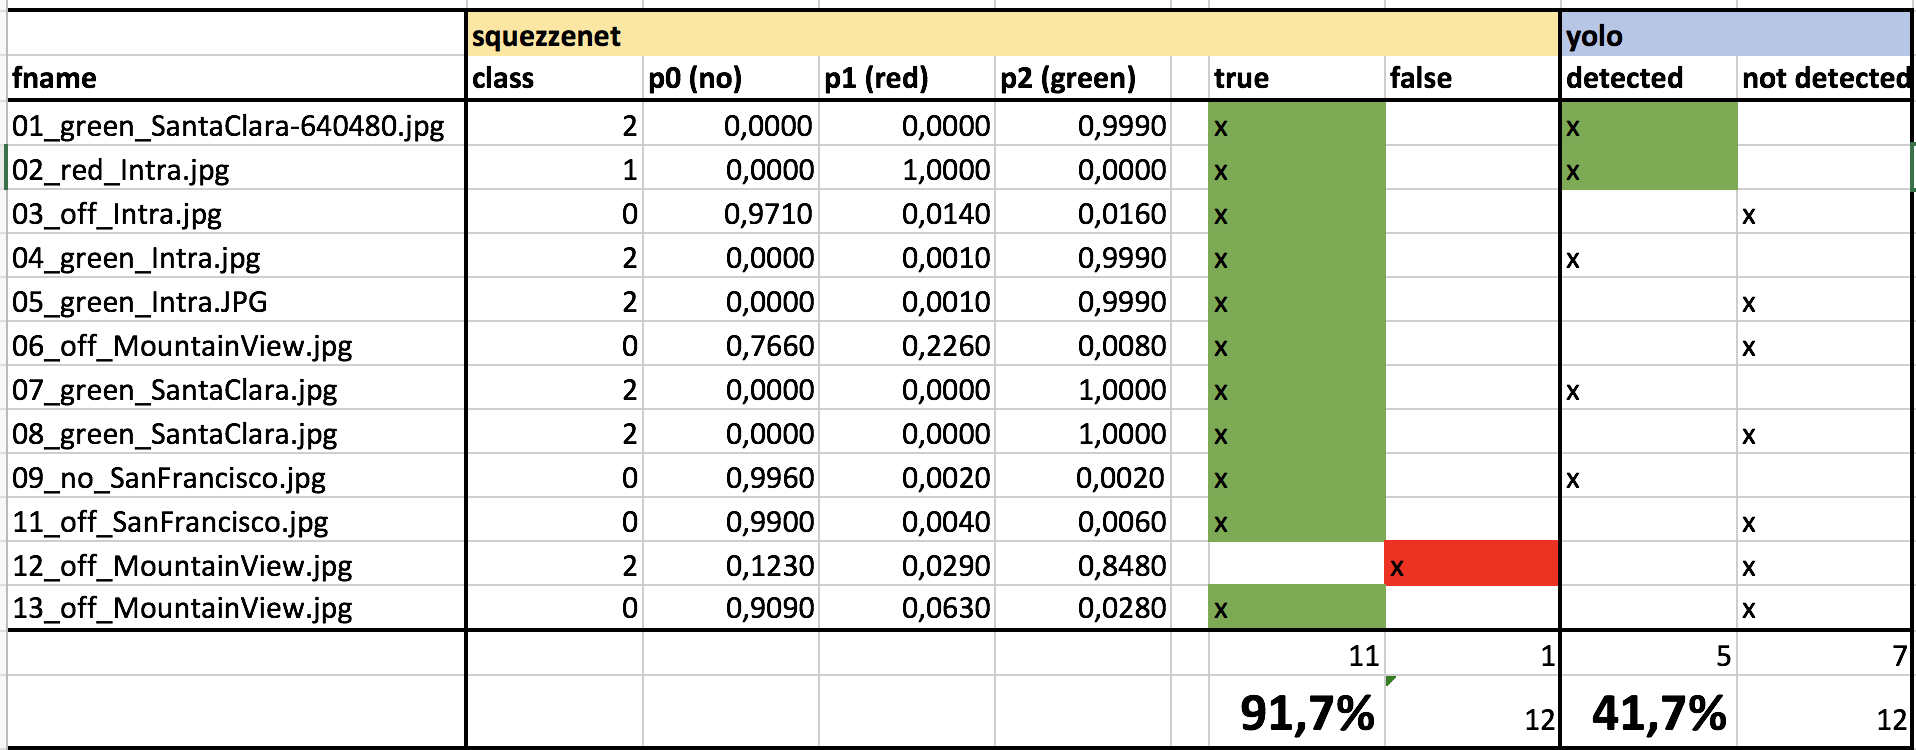 squezzenet yolo
fname class p0 (no) p1 (red) p2 (green) true false detected not detected
01_green_SantaClara-640480.jpg 2 0,0000 0,0000 0,9990 x x
02_red_Intra.jpg 1 0,0000 1,0000 0,0000 x x
03_off_Intra.jpg 0 0,9710 0,0140 0,0160 x x
04_green_Intra.jpg 2 0,0000 0,0010 0,9990 x x
05_green_Intra.JPG 2 0,0000 0,0010 0,9990 x x
06_off_MountainView.jpg 0 0,7660 0,2260 0,0080 x x
07_green_SantaClara.jpg 2 0,0000 0,0000 1,0000 x x
08_green_SantaClara.jpg 2 0,0000 0,0000 1,0000 x x
09_no_SanFrancisco.jpg 0 0,9960 0,0020 0,0020 x x
11_off_SanFrancisco.jpg 0 0,9900 0,0040 0,0060 x x
12_off_MountainView.jpg 2 0,1230 0,0290 0,8480 x x
13_off_MountainView.jpg 0 0,9090 0,0630 0,0280 x x
11 1 5 7
91,7% 12 41,7% 12